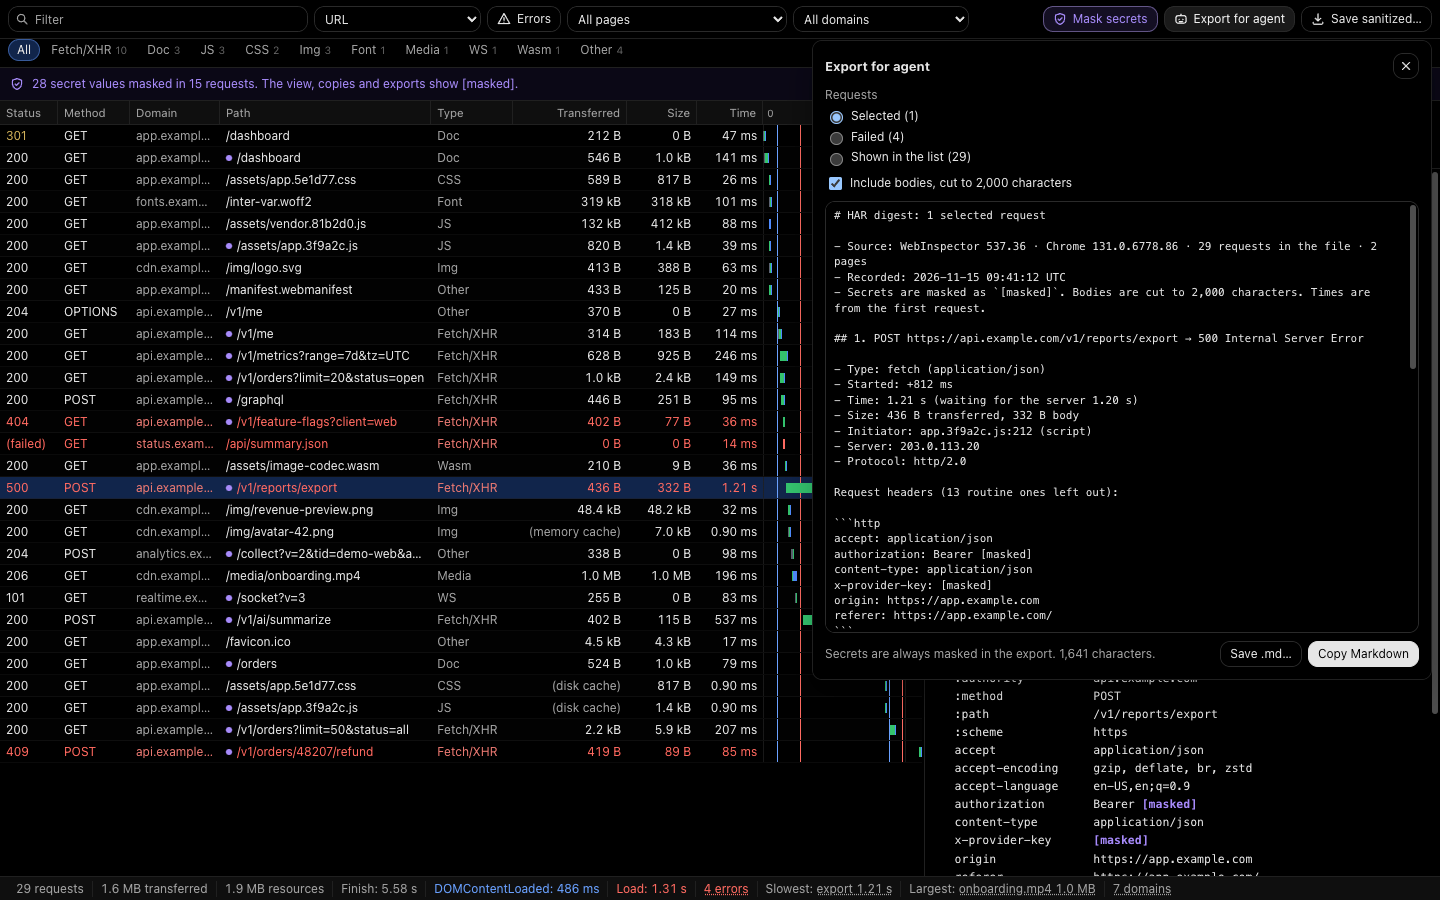 Filter
URL
Errors
All pages
All domains
Mask secrets
Export for agent
Save sanitized...
All
Fetch/XHR 10
Doc 3
JS 3
CSS 2
Img 3
Font 1
Media 1
WS 1
Wasm 1
Other 4
28 secret values masked in 15 requests. The view, copies and exports show [masked].
Status Method Domain Path Type Transferred Size Time 0
301 GET app.exampl... /dashboard Doc 212 B 0 B 47 ms
200 GET app.exampl... /dashboard Doc 546 B 1.0 kB 141 ms
200 GET app.exampl... /assets/app.5e1d77.css CSS 589 B 817 B 26 ms
200 GET fonts.exam... /inter-var.woff2 Font 319 kB 318 kB 101 ms
200 GET app.exampl... /assets/vendor.81b2d0.js JS 132 kB 412 kB 88 ms
200 GET app.exampl... /assets/app.3f9a2c.js JS 820 B 1.4 kB 39 ms
200 GET cdn.exampl... /img/logo.svg Img 413 B 388 B 63 ms
200 GET app.exampl... /manifest.webmanifest Other 433 B 125 B 20 ms
204 OPTIONS api.example... /v1/me Other 370 B 0 B 27 ms
200 GET api.example... /v1/me Fetch/XHR 314 B 183 B 114 ms
200 GET api.example... /v1/metrics?range=7d&tz=UTC Fetch/XHR 628 B 925 B 246 ms
200 GET api.example... /v1/orders?limit=20&status=open Fetch/XHR 1.0 kB 2.4 kB 149 ms
200 POST api.example... /graphql Fetch/XHR 446 B 251 B 95 ms
404 GET api.example... /v1/feature-flags?client=web Fetch/XHR 402 B 77 B 36 ms
(failed) GET status.exam... /api/summary.json Fetch/XHR 0 B 0 B 14 ms
200 GET app.exampl... /assets/image-codec.wasm Wasm 210 B 9 B 36 ms
500 POST api.example... /v1/reports/export Fetch/XHR 436 B 332 B 1.21 s
200 GET cdn.exampl... /img/revenue-preview.png Img 48.4 kB 48.2 kB 32 ms
200 GET cdn.exampl... /img/avatar-42.png Img (memory cache) 7.0 kB 0.90 ms
204 POST analytics.ex... /collect?v=2&tid=demo-web&a... Other 338 B 0 B 98 ms
206 GET cdn.exampl... /media/onboarding.mp4 Media 1.0 MB 1.0 MB 196 ms
101 GET realtime.ex... /socket?v=3 WS 255 B 0 B 83 ms
200 POST api.example... /v1/ai/summarize Fetch/XHR 402 B 115 B 537 ms
200 GET app.exampl... /favicon.ico Other 4.5 kB 4.3 kB 17 ms
200 GET app.exampl... /orders Doc 524 B 1.0 kB 79 ms
200 GET app.exampl... /assets/app.5e1d77.css CSS (disk cache) 817 B 0.90 ms
200 GET app.exampl... /assets/app.3f9a2c.js JS (disk cache) 1.4 kB 0.90 ms
200 GET api.example... /v1/orders?limit=50&status=all Fetch/XHR 2.2 kB 5.9 kB 207 ms
409 POST api.example... /v1/orders/48207/refund Fetch/XHR 419 B 89 B 85 ms
Export for agent
Requests
Selected (1)
Failed (4)
Shown in the list (29)
Include bodies, cut to 2,000 characters
# HAR digest: 1 selected request
- Source: WebInspector 537.36 · Chrome 131.0.6778.86 · 29 requests in the file · 2
pages
- Recorded: 2026-11-15 09:41:12 UTC
- Secrets are masked as `[masked]`. Bodies are cut to 2,000 characters. Times are
from the first request.
## 1. POST https://api.example.com/v1/reports/export → 500 Internal Server Error
- Type: fetch (application/json)
- Started: +812 ms
- Time: 1.21 s (waiting for the server 1.20 s)
- Size: 436 B transferred, 332 B body
- Initiator: app.3f9a2c.js:212 (script)
- Server: 203.0.113.20
- Protocol: http/2.0
Request headers (13 routine ones left out):
```http
accept: application/json
authorization: Bearer [masked]
content-type: application/json
x-provider-key: [masked]
origin: https://app.example.com
referer: https://app.example.com/
```
Secrets are always masked in the export. 1,641 characters.
Save .md...
Copy Markdown
:authority api.example.com
:method POST
:path /v1/reports/export
:scheme https
accept application/json
accept-encoding gzip, deflate, br, zstd
accept-language en-US,en;q=0.9
authorization Bearer [masked]
content-type application/json
x-provider-key [masked]
origin https://app.example.com
referer https://app.example.com/
29 requests 1.6 MB transferred 1.9 MB resources Finish: 5.58 s DOMContentLoaded: 486 ms Load: 1.31 s 4 errors Slowest: export 1.21 s Largest: onboarding.mp4 1.0 MB 7 domains